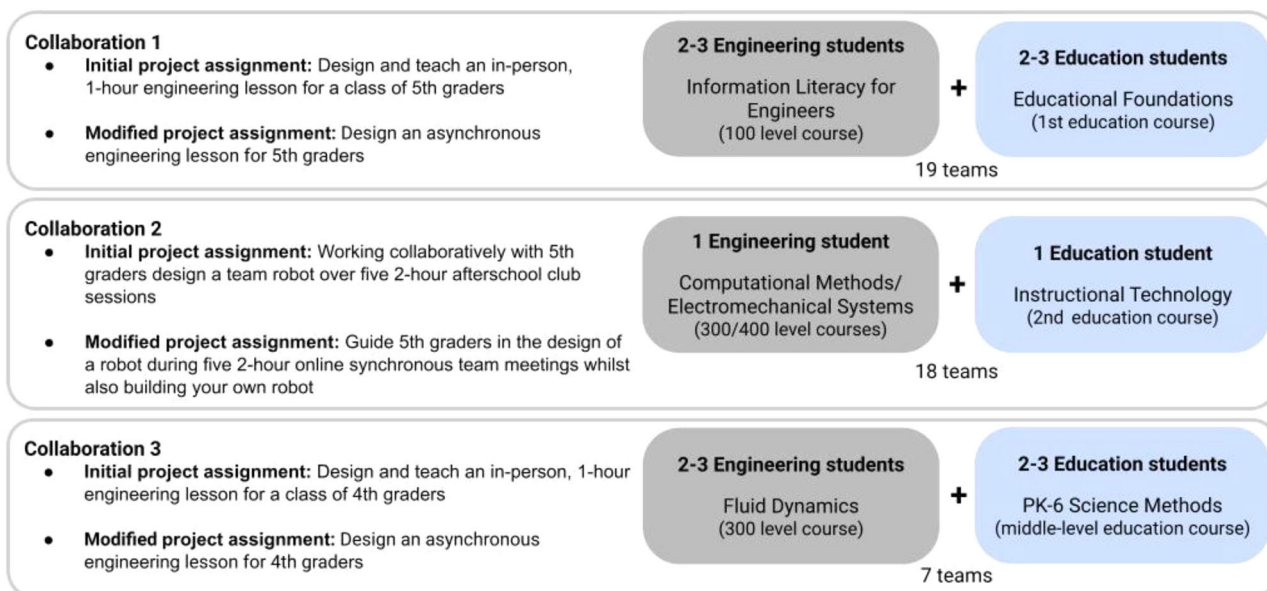 Collaboration 1
● Initial project assignment: Design and teach an in-person,
1-hour engineering lesson for a class of 5th graders
● Modified project assignment: Design an asynchronous
engineering lesson for 5th graders
2-3 Engineering students
Information Literacy for
Engineers
(100 level course)
+
2-3 Education students
Educational Foundations
(1st education course)
19 teams
Collaboration 2
● Initial project assignment: Working collaboratively with 5th
graders design a team robot over five 2-hour afterschool club
sessions
● Modified project assignment: Guide 5th graders in the design of
a robot during five 2-hour online synchronous team meetings whilst
also building your own robot
1 Engineering student
Computational Methods/
Electromechanical Systems
(300/400 level courses)
+
1 Education student
Instructional Technology
(2nd education course)
18 teams
Collaboration 3
● Initial project assignment: Design and teach an in-person, 1-hour
engineering lesson for a class of 4th graders
● Modified project assignment: Design an asynchronous
engineering lesson for 4th graders
2-3 Engineering students
Fluid Dynamics
(300 level course)
+
2-3 Education students
PK-6 Science Methods
(middle-level education course)
7 teams